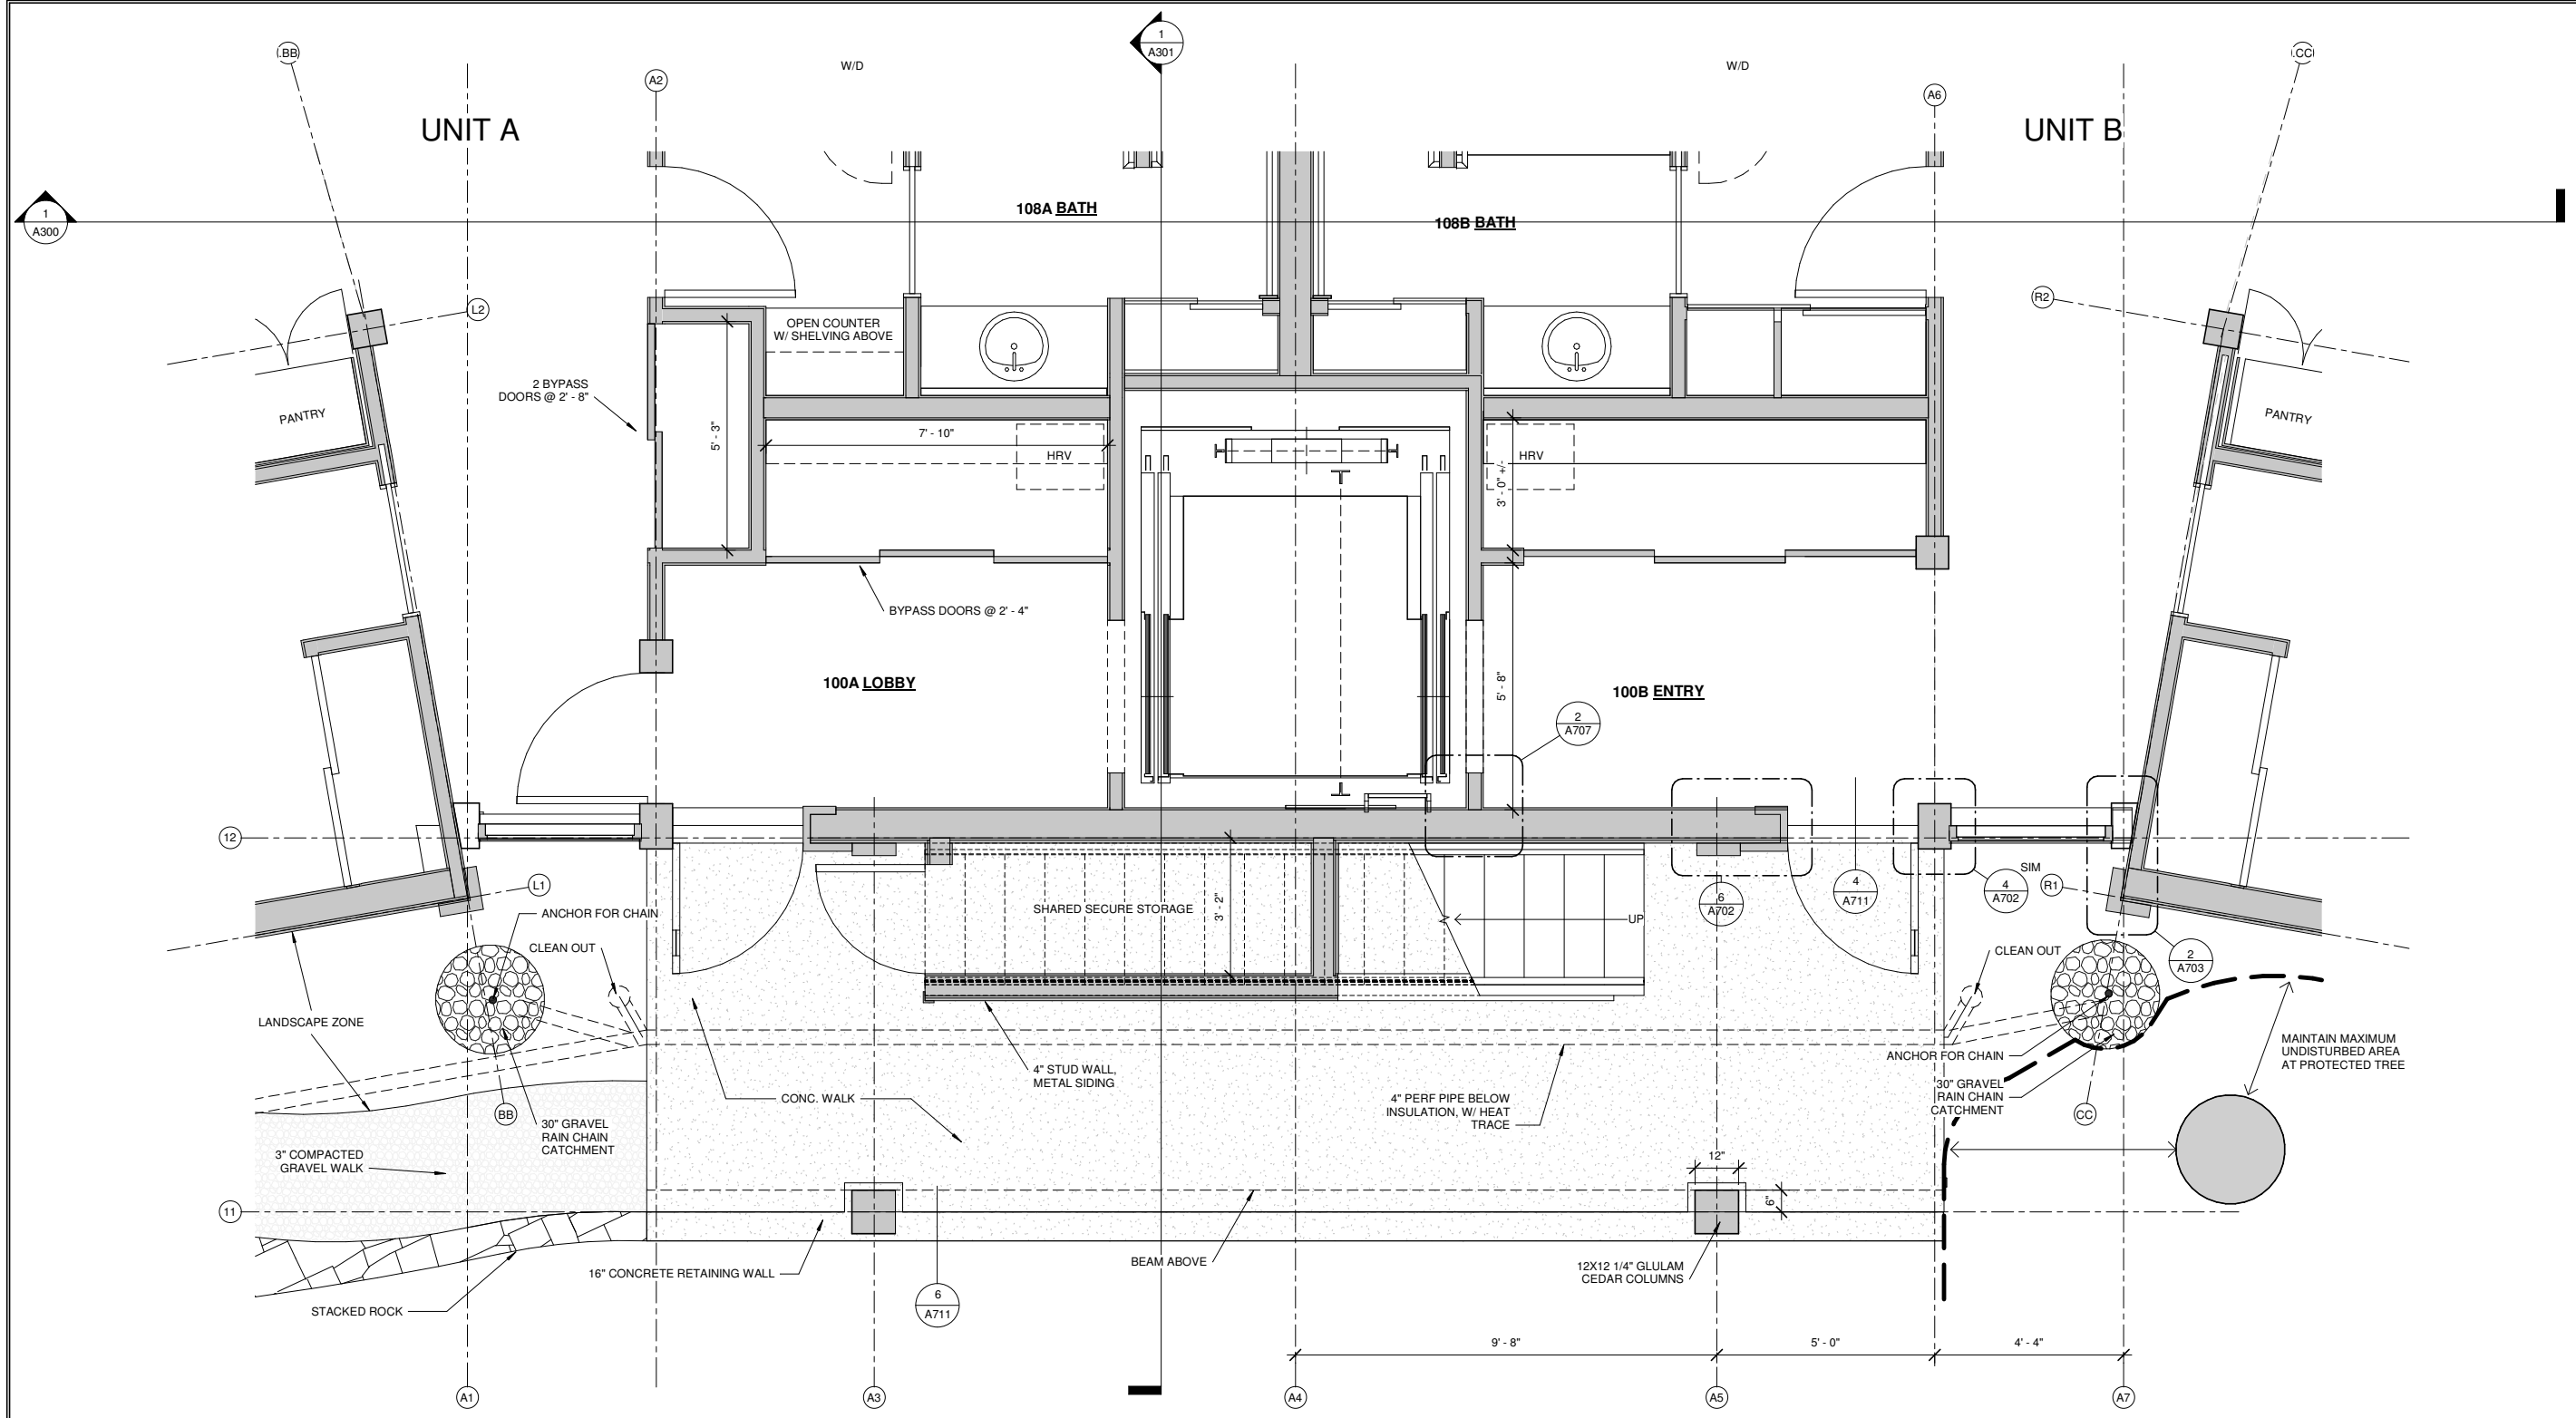 1
A301
(.BB)
W/D
W/D
(.CC)
A2
A6
UNIT A
UNIT B
108A BATH
108B BATH
1
A300
L2
R2
OPEN COUNTER
W/ SHELVING ABOVE
2 BYPASS
DOORS @ 2' - 8"
PANTRY
PANTRY
5' - 3"
7' - 10"
HRV
HRV
3' - 0" +/-
BYPASS DOORS @ 2' - 4"
100A LOBBY
100B ENTRY
5' - 8"
2
A707
12
L1
SHARED SECURE STORAGE
3' - 2"
UP
6
A702
4
A711
4
A702
SIM
R1
ANCHOR FOR CHAIN
CLEAN OUT
CLEAN OUT
2
A703
LANDSCAPE ZONE
ANCHOR FOR CHAIN
MAINTAIN MAXIMUM
UNDISTURBED AREA
AT PROTECTED TREE
4" STUD WALL,
METAL SIDING
CONC. WALK
4" PERF PIPE BELOW
INSULATION, W/ HEAT
TRACE
30" GRAVEL
RAIN CHAIN
CATCHMENT
BB
CC
30" GRAVEL
RAIN CHAIN
CATCHMENT
3" COMPACTED
GRAVEL WALK
12"
6"
11
BEAM ABOVE
16" CONCRETE RETAINING WALL
12X12 1/4" GLULAM
CEDAR COLUMNS
STACKED ROCK
6
A711
9' - 8"
5' - 0"
4' - 4"
A1
A3
A4
A5
A7